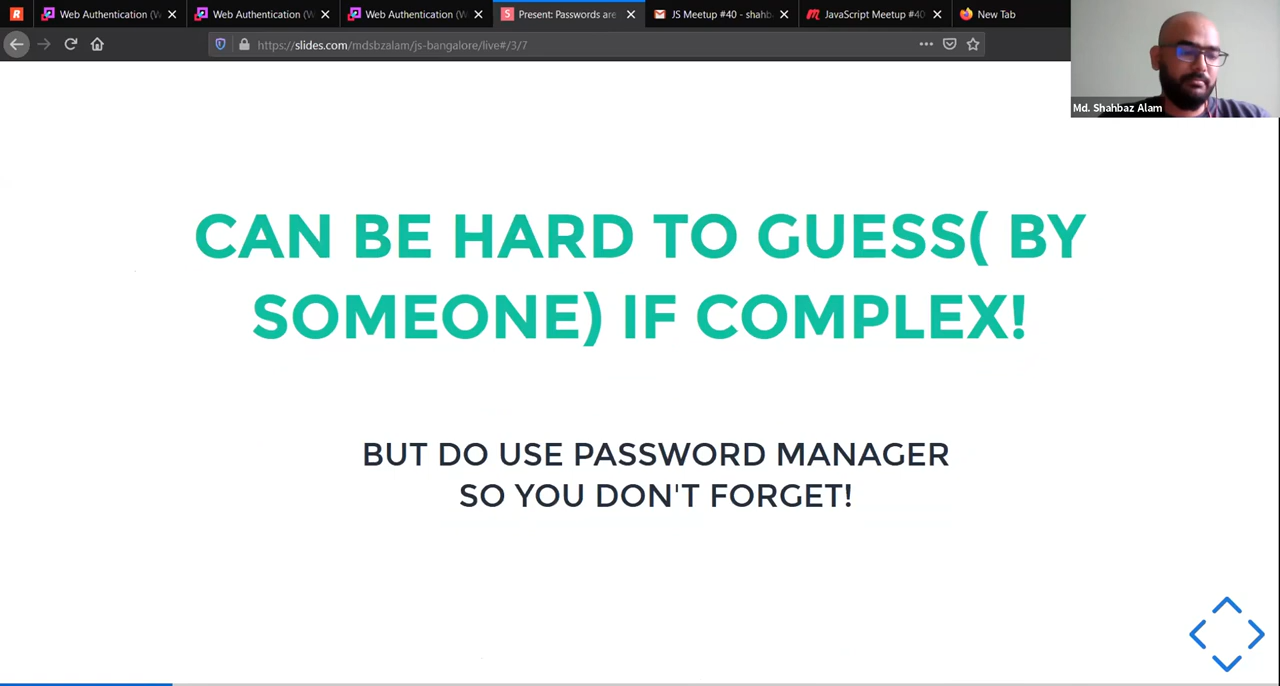 Web Authentication (W
Web Authentication (W
Web Authentication (W
Present: Passwords are
JS Meetup #40 - shahb
JavaScript Meetup #40
New Tab
https://slides.com/mdsbzalam/js-bangalore/live#/3/7
Md. Shahbaz Alam
CAN BE HARD TO GUESS( BY
SOMEONE) IF COMPLEX!
BUT DO USE PASSWORD MANAGER
SO YOU DON'T FORGET!